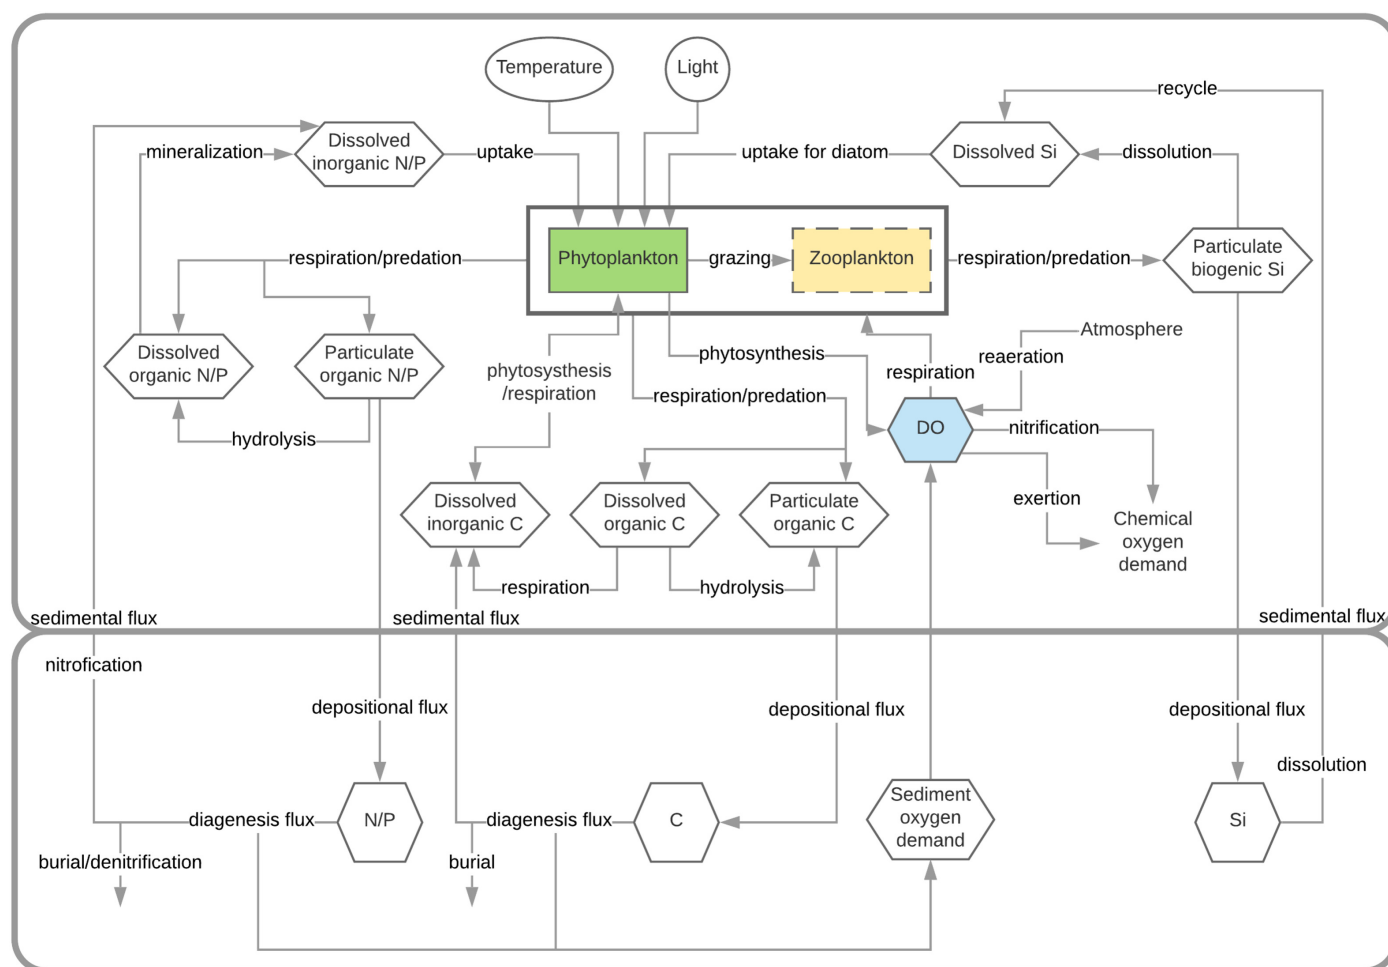 Temperature
Light
recycle
Dissolved
inorganic N/P
mineralization
uptake
uptake for diatom
Dissolved Si
dissolution
respiration/predation
Phytoplankton
grazing
Zooplankton
respiration/predation
Particulate
biogenic Si
Dissolved
organic N/P
Particulate
organic N/P
phytosysthesis
/respiration
phytosynthesis
respiration
reaeration
Atmosphere
respiration/predation
hydrolysis
DO
nitrification
exertion
Chemical
oxygen
demand
Dissolved
inorganic C
Dissolved
organic C
Particulate
organic C
respiration
hydrolysis
sedimental flux
sedimental flux
sedimental flux
nitrofication
depositional flux
depositional flux
depositional flux
dissolution
diagenesis flux
N/P
diagenesis flux
C
Sediment
oxygen
demand
Si
burial/denitrification
burial